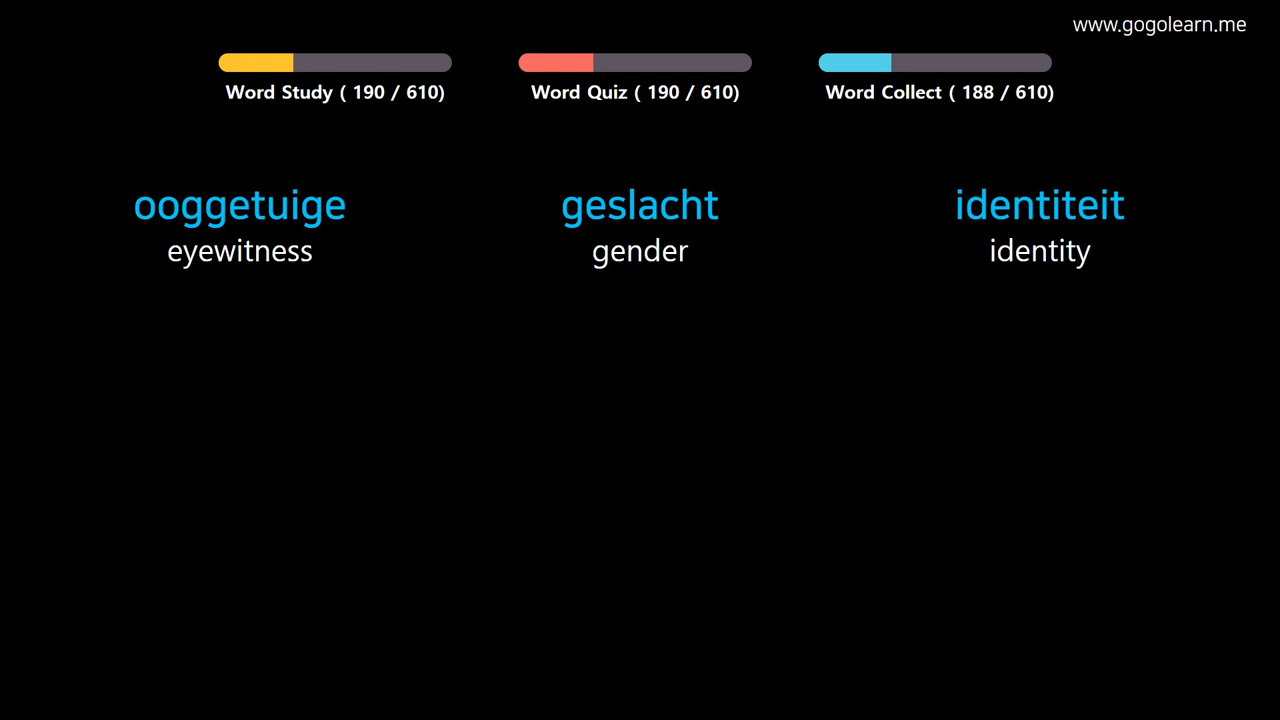 www.gogolearn.me
Word Study ( 190 / 610)
Word Quiz ( 190 / 610)
Word Collect ( 188 / 610)
ooggetuige
eyewitness
geslacht
gender
identiteit
identity